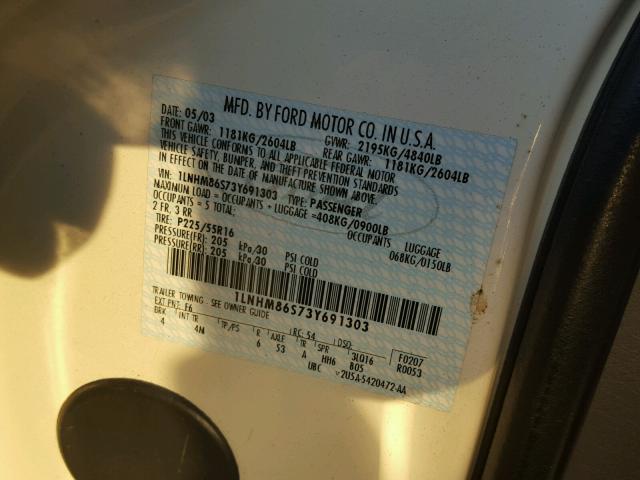 MFD. BY FORD MOTOR CO. IN U.S.A.
DATE: 05/03 GVWR: 2195KG/4840LB
FRONT GAWR: 1181KG/2604LB REAR GAWR: 1181KG/2604LB
THIS VEHICLE CONFORMS TO ALL APPLICABLE FEDERAL MOTOR
VEHICLE SAFETY, BUMPER, AND THEFT PREVENTION STANDARDS
IN EFFECT ON THE DATE OF MANUFACTURE SHOWN ABOVE.
VIN: 1LNHM86S73Y691303 TYPE: PASSENGER
MAXIMUM LOAD = OCCUPANTS + LUGGAGE =408KG/0900LB
OCCUPANTS = 5 TOTAL: OCCUPANTS LUGGAGE
2 FR, 3 RR 068KG/0150LB
TIRE: P225/55R16
PRESSURE(FR): 205 kPa/30 PSI COLD
PRESSURE(RR): 205 kPa/30 PSI COLD
1LNHM86S73Y691303
TRAILER TOWING - SEE OWNER GUIDE
EXT PNT: F6 RC: 54 DSO: F0207
BRK INT TR TP/PS R AXLE TR SPR 3LQ16 R0053
4 4N 6 53 A HH6 B05
UBC V2U5A-5420472-AA